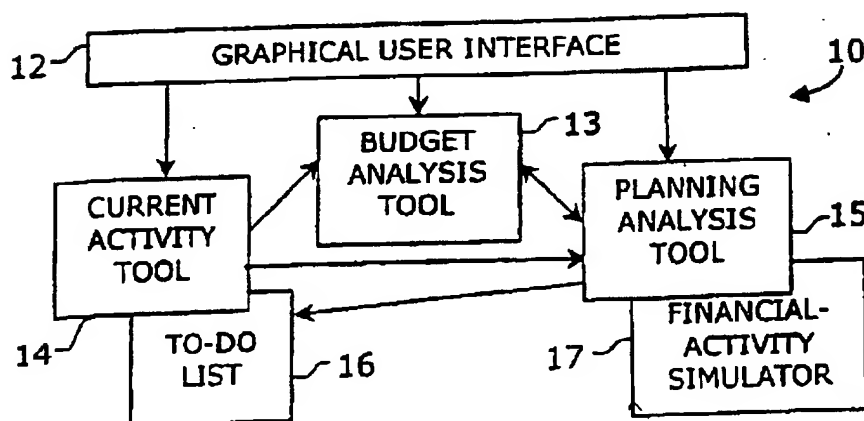 12
GRAPHICAL USER INTERFACE
10
13
BUDGET
ANALYSIS
TOOL
CURRENT
ACTIVITY
TOOL
PLANNING
ANALYSIS
TOOL
15
14
TO-DO
LIST
16
17
FINANCIAL-
ACTIVITY
SIMULATOR